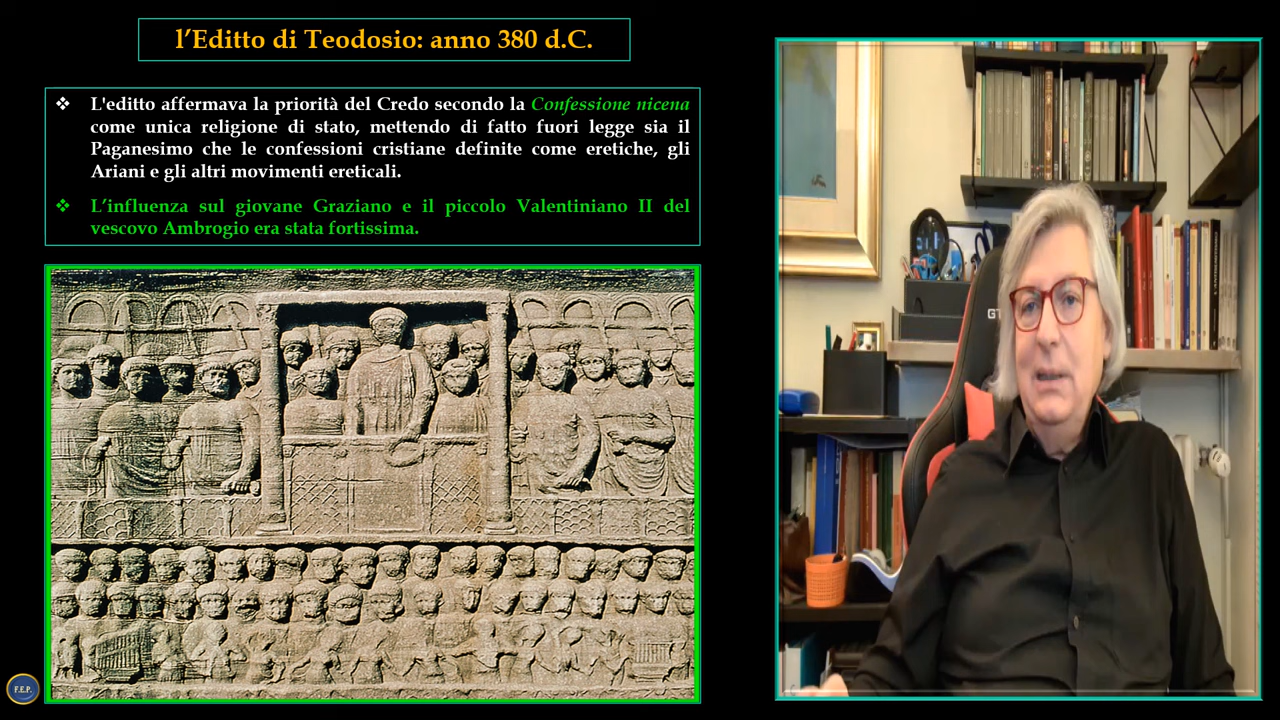 l’Editto di Teodosio: anno 380 d.C.
❖ L'editto affermava la priorità del Credo secondo la Confessione nicena
come unica religione di stato, mettendo di fatto fuori legge sia il
Paganesimo che le confessioni cristiane definite come eretiche, gli
Ariani e gli altri movimenti ereticali.
❖ L’influenza sul giovane Graziano e il piccolo Valentiniano II del
vescovo Ambrogio era stata fortissima.
F.E.P.